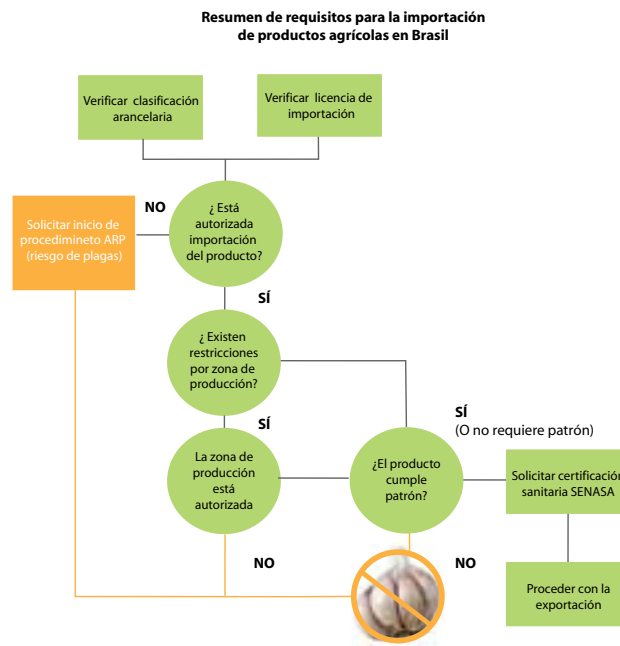 Resumen de requisitos para la importación
de productos agrícolas en Brasil
Verificar clasificación
arancelaria
Verificar licencia de
importación
NO
Solicitar inicio de
procedimineto ARP
(riesgo de plagas)
¿ Está
autorizada
importación
del producto?
SÍ
¿ Existen
restricciones
por zona de
producción?
SÍ
SÍ
(O no requiere patrón)
La zona de
producción
está
autorizada
¿El producto
cumple
patrón?
Solicitar certificación
sanitaria SENASA
NO
NO
Proceder con la
exportación